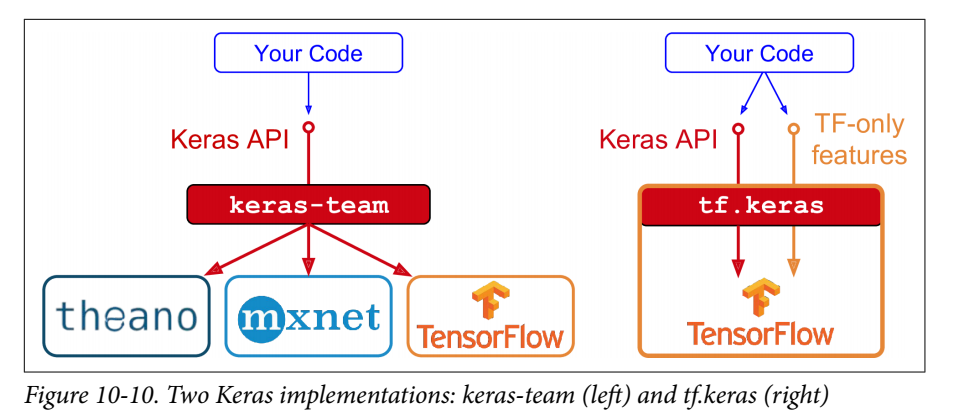 Your Code
Keras API
keras-team
theano
mxnet
TensorFlow
Your Code
Keras API
TF-only
features
tf.keras
TensorFlow
Figure 10-10. Two Keras implementations: keras-team (left) and tf.keras (right)